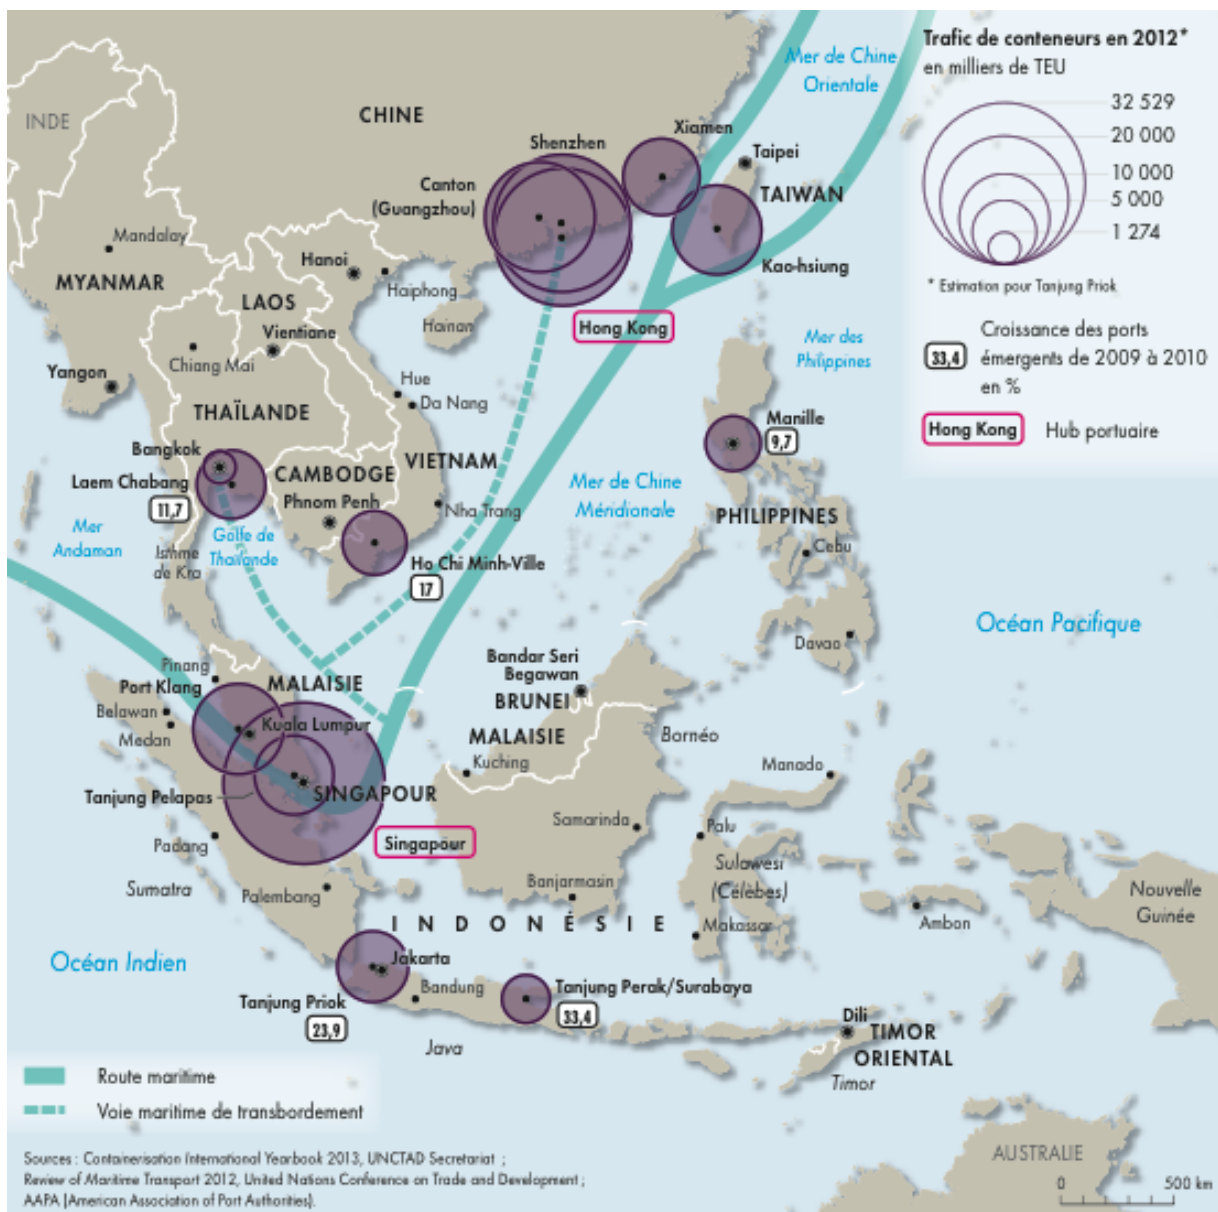 Trafic de conteneurs en 2012*
en milliers de TEU
32 529
20 000
10 000
5 000
1 274
* Estimation pour Tanjung Priok
33,4
Croissance des ports
émergents de 2009 à 2010
en %
Hong Kong
Hub portuaire
Mer de Chine
Orientale
INDE
CHINE
Xiamen
Shenzhen
Taipei
Canton
(Guangzhou)
TAIWAN
Mandalay
Hanoi
Kao-hsiung
MYANMAR
Haiphong
LAOS
Hainan
Hong Kong
Vientiane
Mer des
Philippines
Chiang Mai
Yangon
Hue
Da Nang
THAÏLANDE
Manille
9,7
Bangkok
VIETNAM
CAMBODGE
Laem Chabang
11,7
Phnom Penh
Mer de Chine
Méridionale
Nha Trang
PHILIPPINES
Mer
Andaman
Golfe de
Thaïlande
Isthme
de Kra
Cebu
Ho Chi Minh-Ville
17
Océan Pacifique
Davao
Bandar Seri
Begawan
BRUNEI
Pinang
MALAISIE
Port Klang
Belawan
Kuala Lumpur
Medan
MALAISIE
Bornéo
Kuching
Manado
Tanjung Pelapas
SINGAPOUR
Singapour
Samarinda
Palu
Padang
Sulawesi
(Célèbes)
Sumatra
Palembang
Banjarmasin
Nouvelle
Guinée
INDONÉSIE
Makassar
Ambon
Océan Indien
Jakarta
Bandung
Tanjung Perak/Surabaya
33,4
Tanjung Priok
23,9
Dili
TIMOR
ORIENTAL
Java
Timor
Route maritime
Voie maritime de transbordement
AUSTRALIE
0 500 km
Sources : Containerisation International Yearbook 2013, UNCTAD Secretariat ;
Review of Maritime Transport 2012, United Nations Conference on Trade and Development ;
AAPA (American Association of Port Authorities).